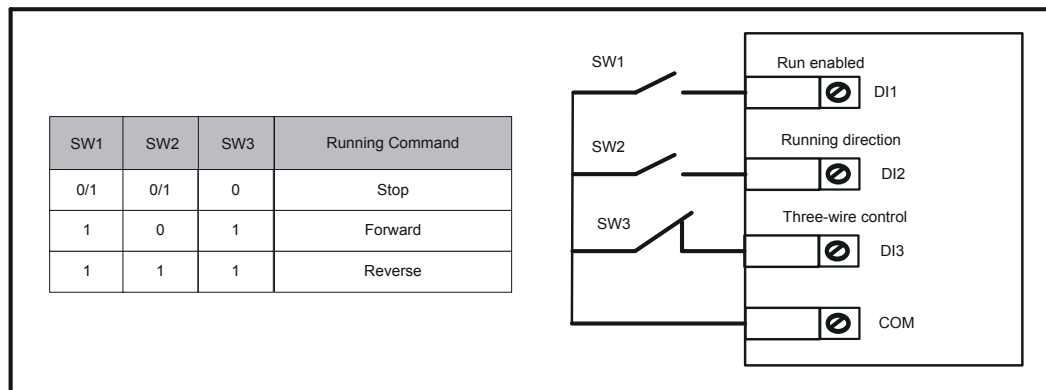 SW1 SW2 SW3 Running Command
0/1 0/1 0 Stop
1 0 1 Forward
1 1 1 Reverse
SW1
Run enabled
DI1
SW2
Running direction
DI2
SW3
Three-wire control
DI3
COM